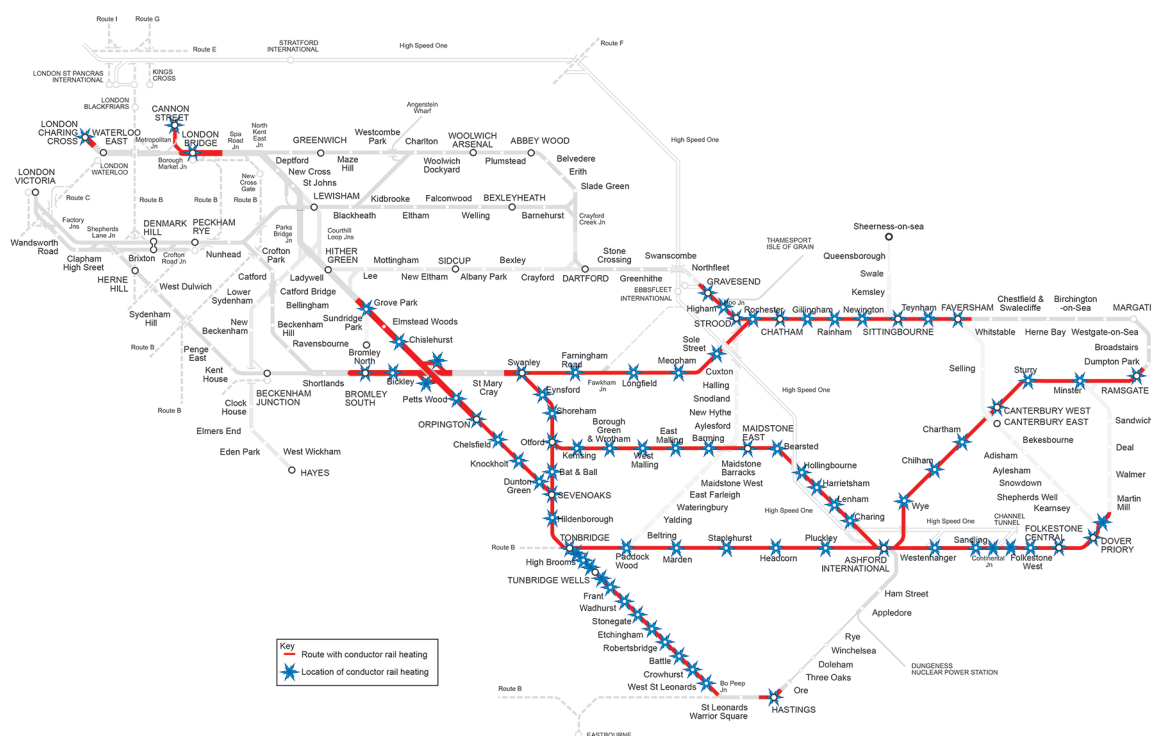 Route I
Route G
Route E
STRATFORD
INTERNATIONAL
High Speed One
Route F
LONDON ST PANCRAS
INTERNATIONAL
KINGS
CROSS
LONDON
BLACKFRIARS
CANNON
STREET
LONDON
CHARING
CROSS
WATERLOO
EAST
Metropolitan
Jn
LONDON
BRIDGE
Spa
Road Jn
North
Kent
East Jn
Borough
Market Jn
LONDON
WATERLOO
GREENWICH
Westcombe
Park
Angerstein
Wharf
Charlton
WOOLWICH
ARSENAL
ABBEY WOOD
Deptford
Maze
Hill
Woolwich
Dockyard
Plumstead
Belvedere
Erith
Slade Green
High Speed One
LONDON
VICTORIA
Route C
Route B
Route B
Route B
New
Cross
Gate
New Cross
St Johns
LEWISHAM
Kidbrooke
Falconwood
BEXLEYHEATH
Blackheath
Eltham
Welling
Barnehurst
Crayford
Creek Jn
Factory
Jns
Shepherds
Lane Jn
DENMARK
HILL
PECKHAM
RYE
Parks
Bridge Jn
Courthill
Loop Jns
Wandsworth
Road
Clapham
High Sreet
Brixton
Crofton
Road Jn
Nunhead
Crofton
Park
HITHER
GREEN
Mottingham
SIDCUP
Bexley
Stone
Crossing
Swanscombe
Lee
New Eltham
Albany Park
Crayford
DARTFORD
Greenhithe
Northfleet
EBBSFLEET
INTERNATIONAL
GRAVESEND
THAMESPORT
ISLE OF GRAIN
Sheerness-on-sea
Queensborough
Swale
Kemsley
HERNE
HILL
West Dulwich
Catford
Ladywell
Catford Bridge
Lower
Sydenham
Bellingham
Sydenham
Hill
New
Beckenham
Beckenham
Hill
Ravensbourne
Grove Park
Sundridge
Park
Elmstead Woods
Chislehurst
Bromley
North
Higham
Hoo Jn
STROOD
Rochester
CHATHAM
Gillingham
Rainham
Newington
SITTINGBOURNE
Teynham
FAVERSHAM
Chestfield &
Swalecliffe
Birchington
-on-Sea
MARGATE
Whitstable
Herne Bay
Westgate-on-Sea
Broadstairs
Dumpton Park
RAMSGATE
Route B
Penge
East
Kent
House
Clock
House
Route B
BECKENHAM
JUNCTION
Shortlands
BROMLEY
SOUTH
Bickley
Petts Wood
St Mary
Cray
Swanley
Farningham
Road
Fawkham
Jn
Longfield
Meopham
Sole
Street
Cuxton
Halling
Snodland
New Hythe
Aylesford
Selling
Sturry
Minster
Elmers End
Eden Park
West Wickham
HAYES
ORPINGTON
Chelsfield
Knockholt
Dunton
Green
Eynsford
Shoreham
Otford
Bat & Ball
SEVENOAKS
Hildenborough
Kemsing
Borough
Green
& Wrotham
West
Malling
East
Malling
Barming
MAIDSTONE
EAST
Maidstone
Barracks
Maidstone West
East Farleigh
Wateringbury
Yalding
Beltring
High Speed One
Bearsted
Hollingbourne
Harrietsham
Lenham
Charing
High Speed One
CANTERBURY WEST
CANTERBURY EAST
Chartham
Chilham
Wye
Bekesbourne
Adisham
Aylesham
Snowdown
Shepherds Well
Kearnsey
Sandwich
Deal
Walmer
Martin
Mill
Route B
TONBRIDGE
High Brooms
TUNBRIDGE WELLS
Paddock
Wood
Marden
Staplehurst
Headcorn
Pluckley
ASHFORD
INTERNATIONAL
High Speed One
CHANNEL
TUNNEL
Westenhanger
Sandling
Continental
Jn
Folkestone
West
FOLKESTONE
CENTRAL
DOVER
PRIORY
Frant
Wadhurst
Stonegate
Etchingham
Robertsbridge
Battle
Crowhurst
West St Leonards
Bo Peep
Jn
St Leonards
Warrior Square
HASTINGS
Ore
Three Oaks
Doleham
Winchelsea
Rye
Appledore
Ham Street
DUNGENESS
NUCLEAR POWER STATION
Route B
EASTBOURNE
Key
Route with conductor rail heating
Location of conductor rail heating